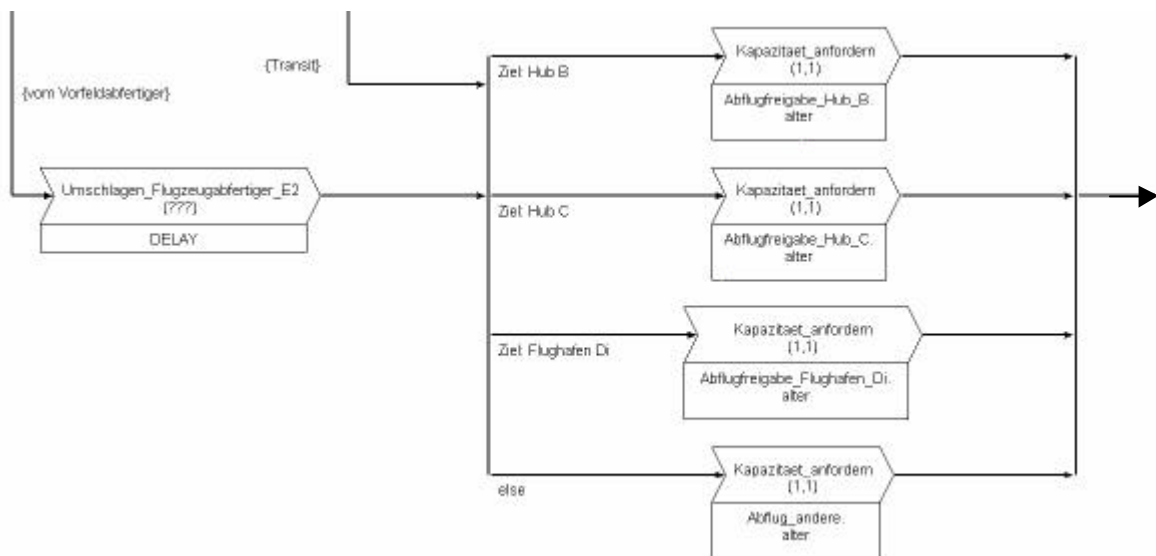 Kapazitaet_anfordern
(1,1)
{Transit}
Ziel: Hub B
{vom Vorfeldabfertiger}
Abflugfreigabe_Hub_B.
alter
Umschlagen_Flugzeugabfertiger_E2
(???)
DELAY
Kapazitaet_anfordern
(1,1)
Ziel: Hub C
Abflugfreigabe_Hub_C.
alter
Kapazitaet_anfordern
(1,1)
Ziel: Flughafen Di
Abflugfreigabe_Flughafen_Di.
alter
Kapazitaet_anfordern
(1,1)
else
Abflug_andere.
alter